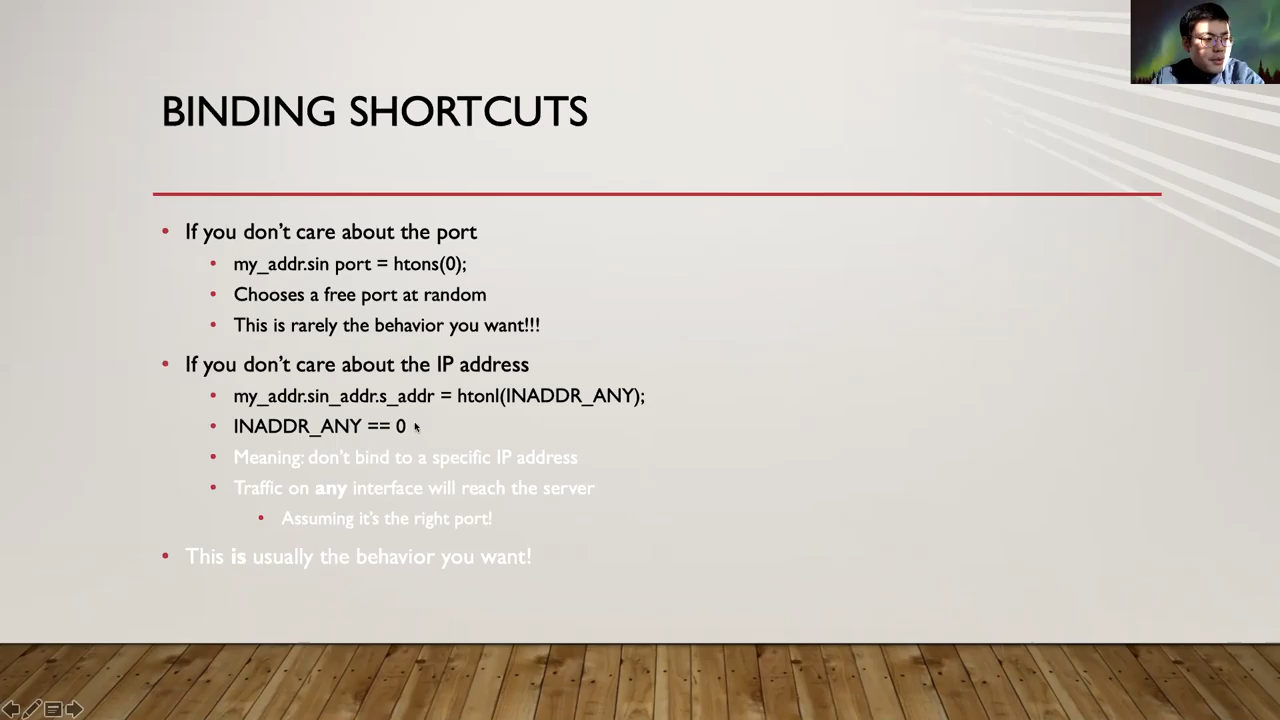 BINDING SHORTCUTS
• If you don't care about the port
• my_addr.sin port = htons(0);
• Chooses a free port at random
• This is rarely the behavior you want!!!
• If you don't care about the IP address
• my_addr.sin_addr.s_addr = htonl(INADDR_ANY);
• INADDR_ANY == 0
• Meaning: don't bind to a specific IP address
• Traffic on any interface will reach the server
• Assuming it's the right port!
• This is usually the behavior you want!